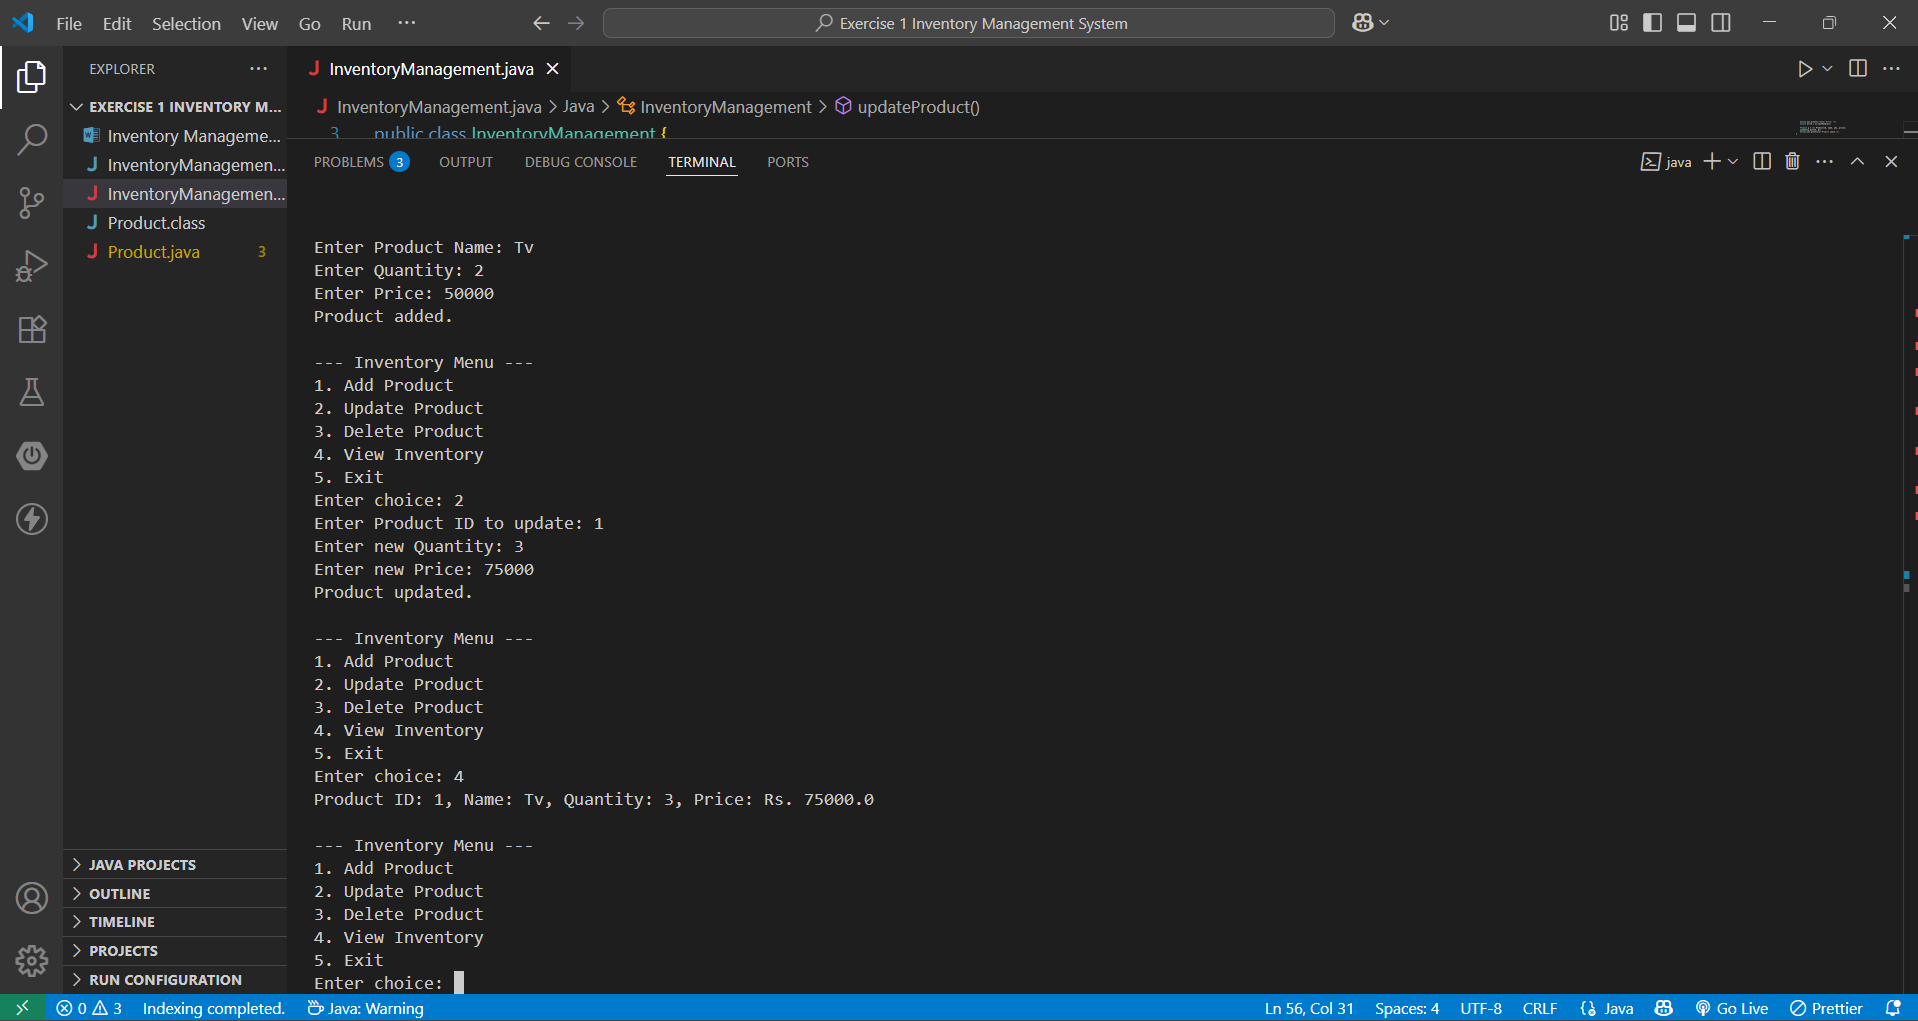 File Edit Selection View Go Run ··· Exercise 1 Inventory Management System
EXPLORER ···
InventoryManagement.java
EXERCISE 1 INVENTORY M...
InventoryManagement.java > Java > InventoryManagement > updateProduct()
3 public class InventoryManagement {
Inventory Manageme...
InventoryManagemen...
InventoryManagemen...
Product.class
Product.java 3
PROBLEMS 3 OUTPUT DEBUG CONSOLE TERMINAL PORTS
java
Enter Product Name: Tv
Enter Quantity: 2
Enter Price: 50000
Product added.
--- Inventory Menu ---
1. Add Product
2. Update Product
3. Delete Product
4. View Inventory
5. Exit
Enter choice: 2
Enter Product ID to update: 1
Enter new Quantity: 3
Enter new Price: 75000
Product updated.
--- Inventory Menu ---
1. Add Product
2. Update Product
3. Delete Product
4. View Inventory
5. Exit
Enter choice: 4
Product ID: 1, Name: Tv, Quantity: 3, Price: Rs. 75000.0
--- Inventory Menu ---
1. Add Product
2. Update Product
3. Delete Product
4. View Inventory
5. Exit
Enter choice:
JAVA PROJECTS
OUTLINE
TIMELINE
PROJECTS
RUN CONFIGURATION
0 3 Indexing completed. Java: Warning Ln 56, Col 31 Spaces: 4 UTF-8 CRLF Java Go Live Prettier